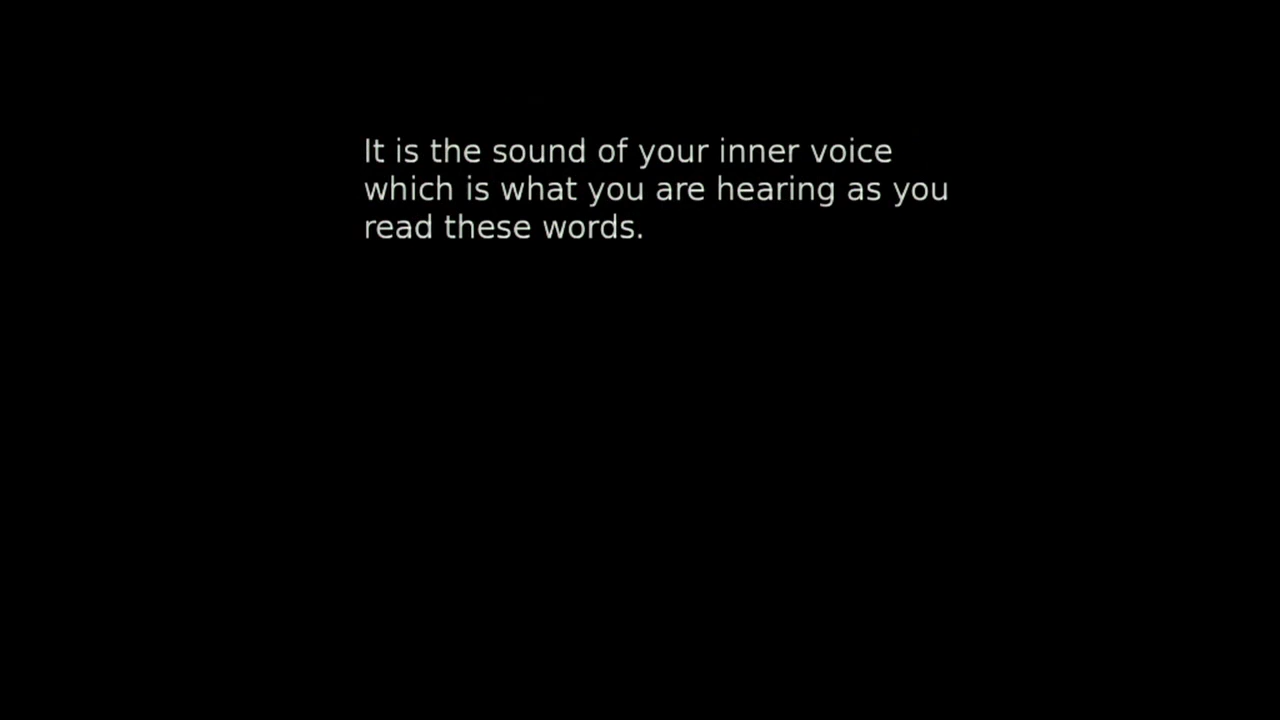 It is the sound of your inner voice
which is what you are hearing as you
read these words.